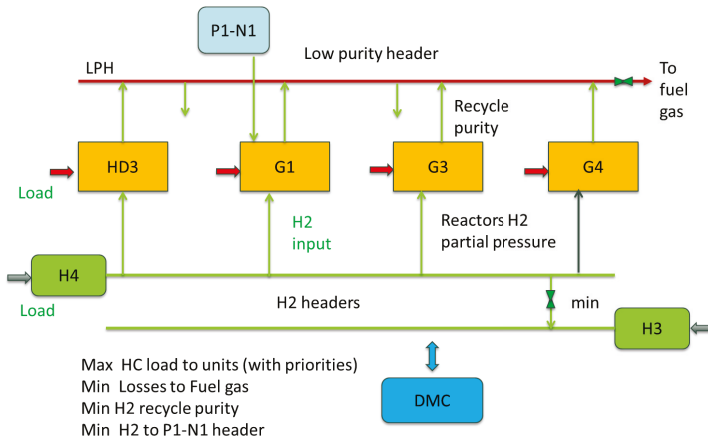 P1-N1
LPH
Low purity header
To
fuel
gas
Recycle
purity
HD3
G1
G3
G4
Load
H2
input
Reactors H2
partial pressure
H4
Load
H2 headers
min
H3
Max HC load to units (with priorities)
Min Losses to Fuel gas
Min H2 recycle purity
Min H2 to P1-N1 header
DMC